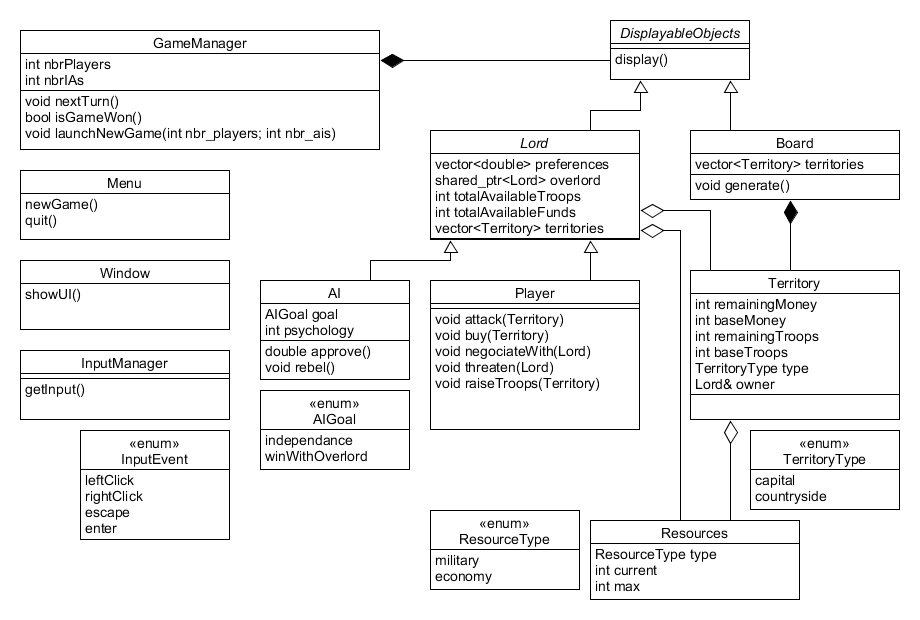 GameManager
int nbrPlayers
int nbrIAs
void nextTurn()
bool isGameWon()
void launchNewGame(int nbr_players; int nbr_ais)
DisplayableObjects
display()
Lord
vector<double> preferences
shared_ptr<Lord> overlord
int totalAvailableTroops
int totalAvailableFunds
vector<Territory> territories
Board
vector<Territory> territories
void generate()
Menu
newGame()
quit()
Window
showUI()
InputManager
getInput()
«enum»
InputEvent
leftClick
rightClick
escape
enter
AI
AIGoal goal
int psychology
double approve()
void rebel()
«enum»
AIGoal
independance
winWithOverlord
Player
void attack(Territory)
void buy(Territory)
void negociateWith(Lord)
void threaten(Lord)
void raiseTroops(Territory)
Territory
int remainingMoney
int baseMoney
int remainingTroops
int baseTroops
TerritoryType type
Lord& owner
«enum»
TerritoryType
capital
countryside
«enum»
ResourceType
military
economy
Resources
ResourceType type
int current
int max